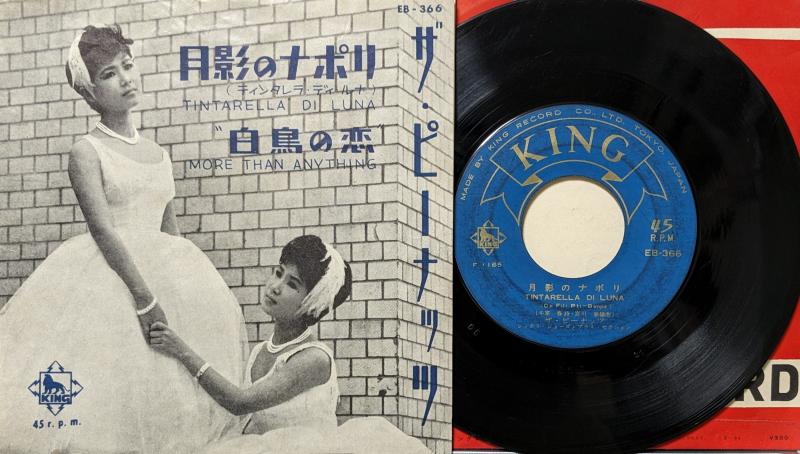 EB-366
月影のナポリ
(ティンタレラ・ディ・ルナ)
TINTARELLA DI LUNA
"白鳥の恋"
MORE THAN ANYTHING
ザ・ピーナッツ
KING
45 r.p.m.
MADE BY KING RECORD CO., LTD. TOKYO, JAPAN
KING
KING
45
R.P.M.
EB-366
月影のナポリ
TINTARELLA DI LUNA
ザ・ピーナッツ
RD
¥300